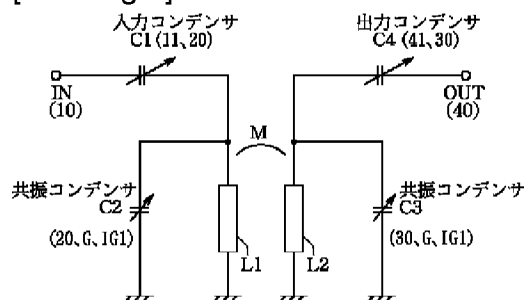 入力コンデンサ
C1(11、20)
出力コンデンサ
C4(41、30)
IN
(10)
OUT
(40)
M
共振コンデンサ
C2
(20、G、IG1)
共振コンデンサ
C3
(30、G、IG1)
L1
L2